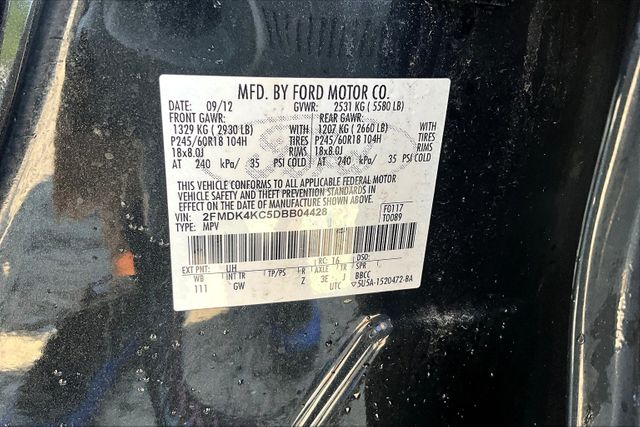 MFD. BY FORD MOTOR CO.
DATE: 09/12 GVWR: 2531 KG ( 5580 LB)
FRONT GAWR: REAR GAWR:
1329 KG ( 2930 LB) WITH 1207 KG ( 2660 LB) WITH
P245/60R18 104H TIRES P245/60R18 104H TIRES
18x8.0J RIMS 18x8.0J RIMS
AT 240 kPa/ 35 PSI COLD AT 240 kPa/ 35 PSI COLD
THIS VEHICLE CONFORMS TO ALL APPLICABLE FEDERAL MOTOR
VEHICLE SAFETY AND THEFT PREVENTION STANDARDS IN
EFFECT ON THE DATE OF MANUFACTURE SHOWN ABOVE.
VIN: 2FMDK4KC5DBB04428 F0117
TYPE: MPV T0089
EXT PNT: UH RC: 16 DSO:
WB INT TR TP/PS R AXLE TR SPR
111 GW Z 3E J BBCC
UTC 5U5A-1520472-BA